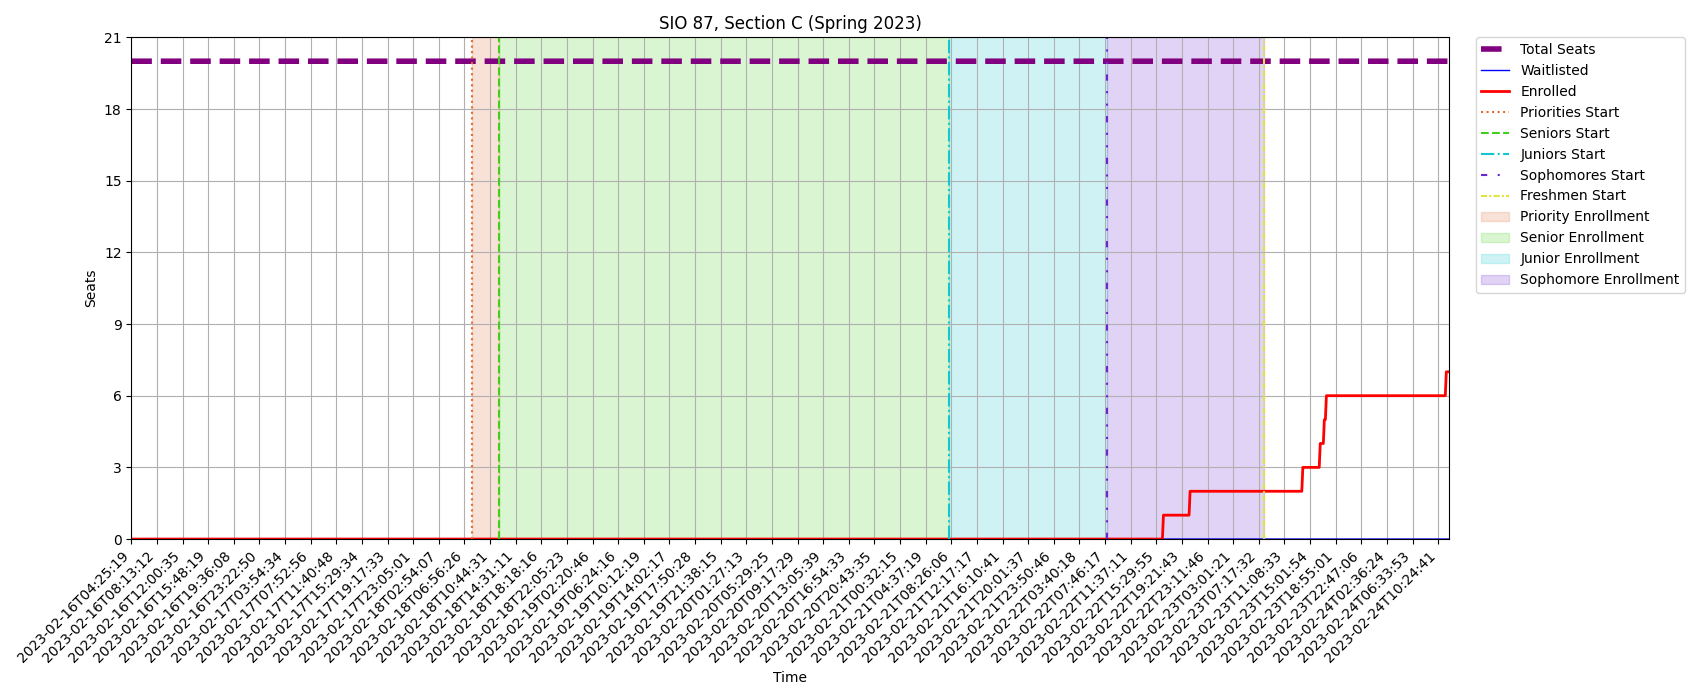 SIO 87, Section C (Spring 2023)
Seats
21
18
15
12
9
6
3
0
2023-02-16T04:25:19
2023-02-16T08:13:12
2023-02-16T12:00:35
2023-02-16T15:48:19
2023-02-16T19:36:08
2023-02-16T23:22:50
2023-02-17T03:54:34
2023-02-17T07:52:56
2023-02-17T11:40:48
2023-02-17T15:29:34
2023-02-17T19:17:33
2023-02-17T23:05:01
2023-02-18T02:54:07
2023-02-18T06:56:26
2023-02-18T10:44:31
2023-02-18T14:31:11
2023-02-18T18:18:16
2023-02-18T22:05:23
2023-02-19T02:20:46
2023-02-19T06:24:16
2023-02-19T10:12:19
2023-02-19T14:02:17
2023-02-19T17:50:28
2023-02-19T21:38:15
2023-02-20T01:27:13
2023-02-20T05:29:25
2023-02-20T09:17:29
2023-02-20T13:05:39
2023-02-20T16:54:33
2023-02-20T20:43:35
2023-02-21T00:32:15
2023-02-21T04:37:19
2023-02-21T08:26:06
2023-02-21T12:17:17
2023-02-21T16:10:41
2023-02-21T20:01:37
2023-02-21T23:50:46
2023-02-22T03:40:18
2023-02-22T07:46:17
2023-02-22T11:37:11
2023-02-22T15:29:55
2023-02-22T19:21:43
2023-02-22T23:11:46
2023-02-23T03:01:21
2023-02-23T07:17:32
2023-02-23T11:08:33
2023-02-23T15:01:54
2023-02-23T18:55:01
2023-02-23T22:47:06
2023-02-24T02:36:24
2023-02-24T06:33:53
2023-02-24T10:24:41
Time
Total Seats
Waitlisted
Enrolled
Priorities Start
Seniors Start
Juniors Start
Sophomores Start
Freshmen Start
Priority Enrollment
Senior Enrollment
Junior Enrollment
Sophomore Enrollment